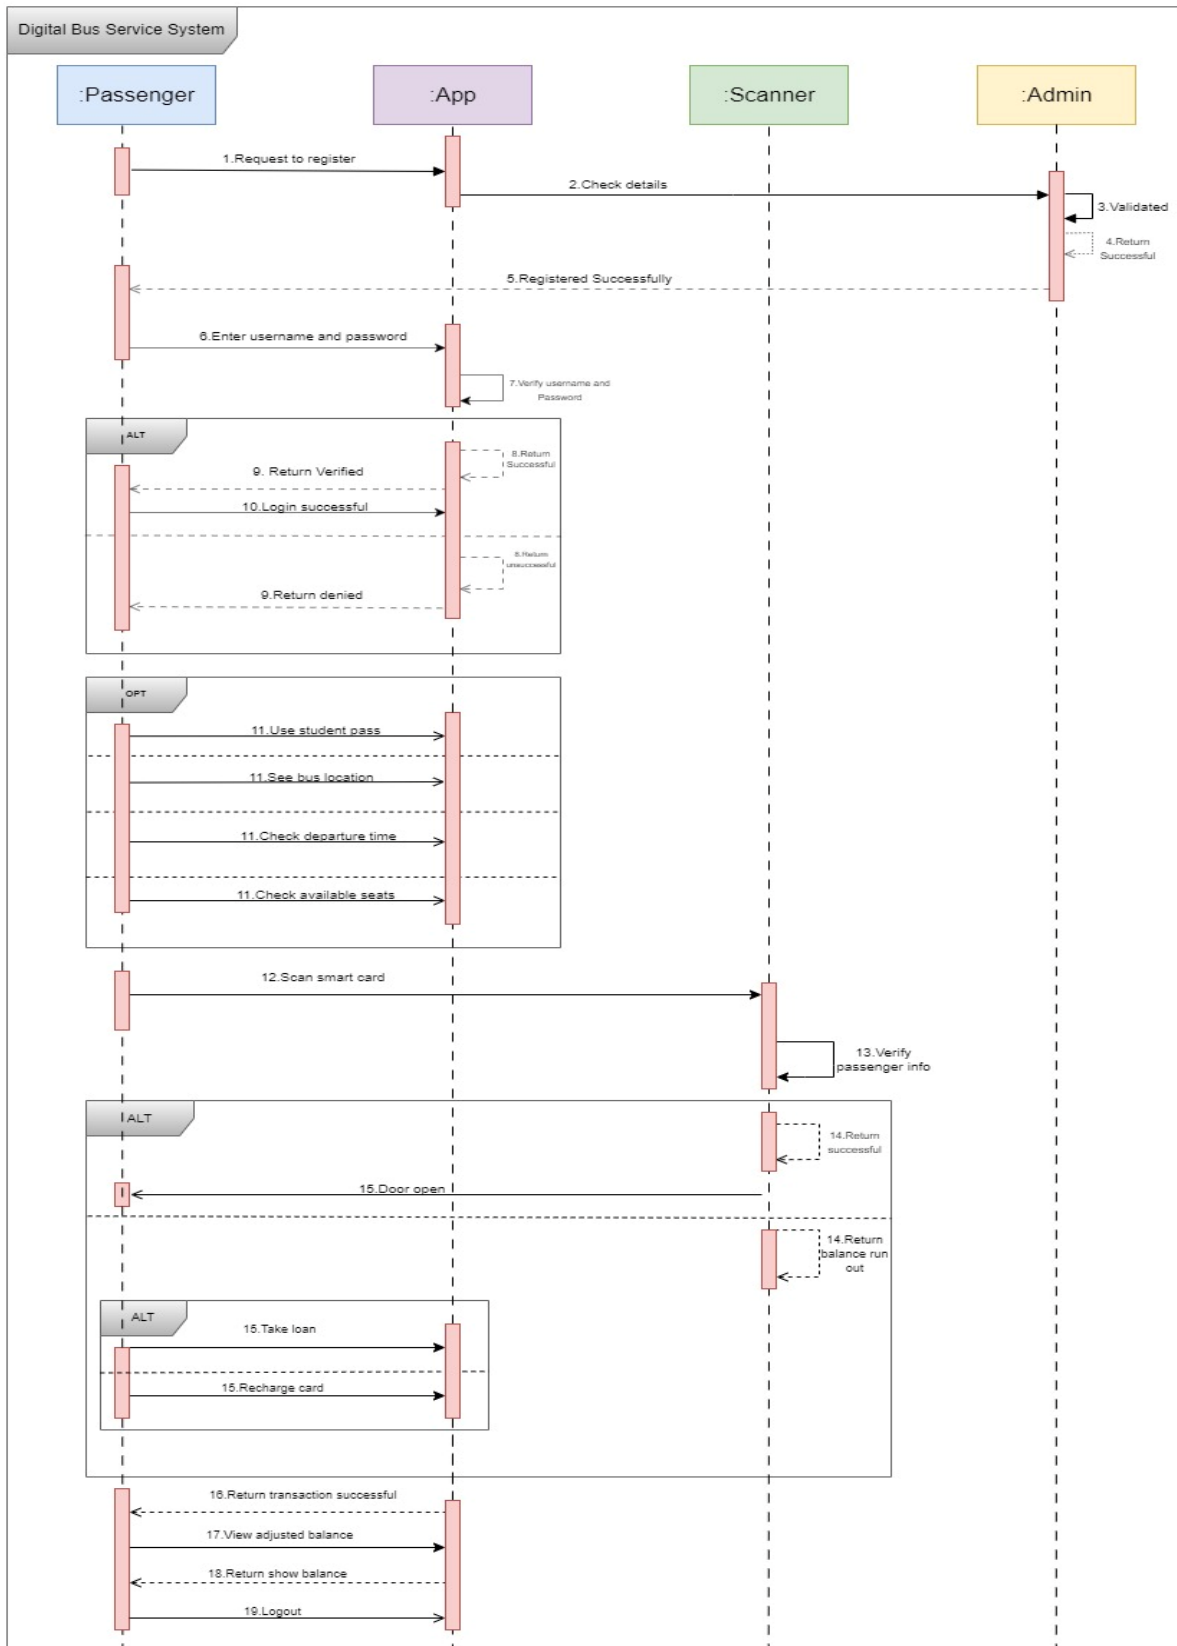 Digital Bus Service System
:Passenger
:App
:Scanner
:Admin
1.Request to register
2.Check details
3.Validated
4.Return
Successful
5.Registered Successfully
6.Enter username and password
7.Verify username and
Password
ALT
8.Return
Successful
9. Return Verified
10.Login successful
8.Return
unsuccessful
9.Return denied
OPT
11.Use student pass
11.See bus location
11.Check departure time
11.Check available seats
12.Scan smart card
13.Verify
passenger info
ALT
14.Return
successful
15.Door open
14.Return
balance run
out
ALT
15.Take loan
15.Recharge card
16.Return transaction successful
17.View adjusted balance
18.Return show balance
19.Logout